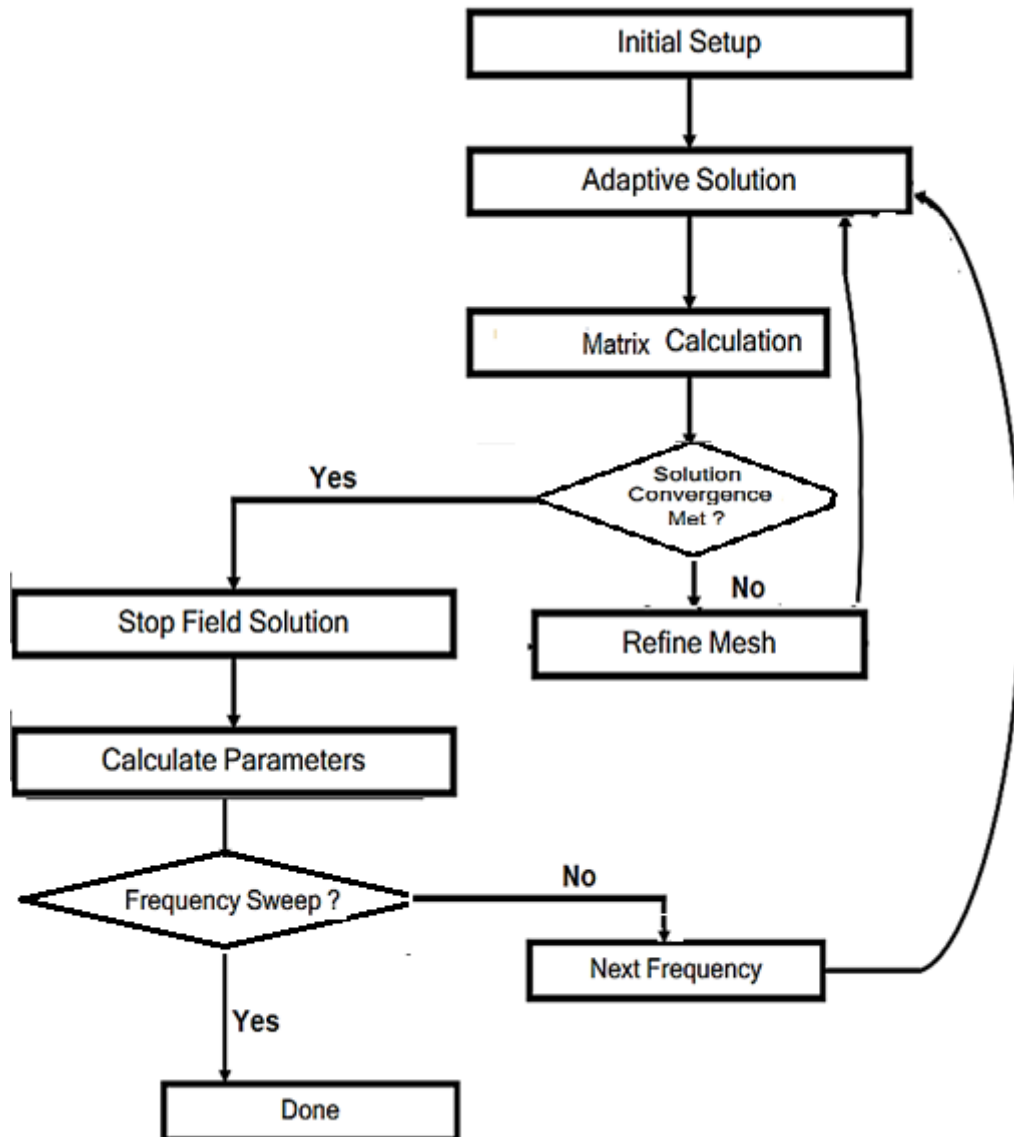 Initial Setup
Adaptive Solution
Matrix Calculation
Solution
Convergence
Met ?
Yes
No
Stop Field Solution
Refine Mesh
Calculate Parameters
Frequency Sweep ?
No
Next Frequency
Yes
Done